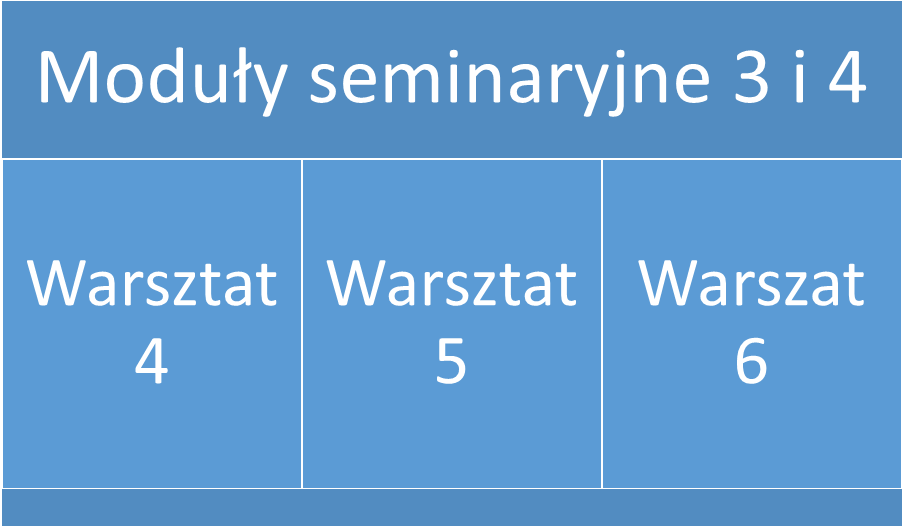 Moduły seminaryjne 3 i 4
Warsztat
4
Warsztat
5
Warszat
6